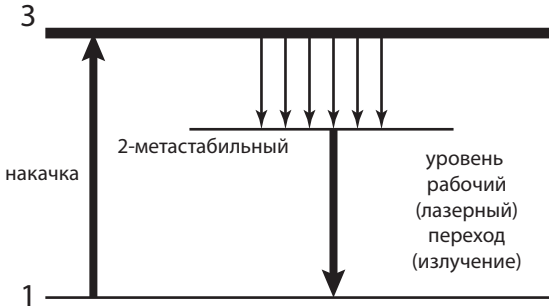 3
2-метастабильный
накачка
уровень
рабочий
(лазерный)
переход
(излучение)
1